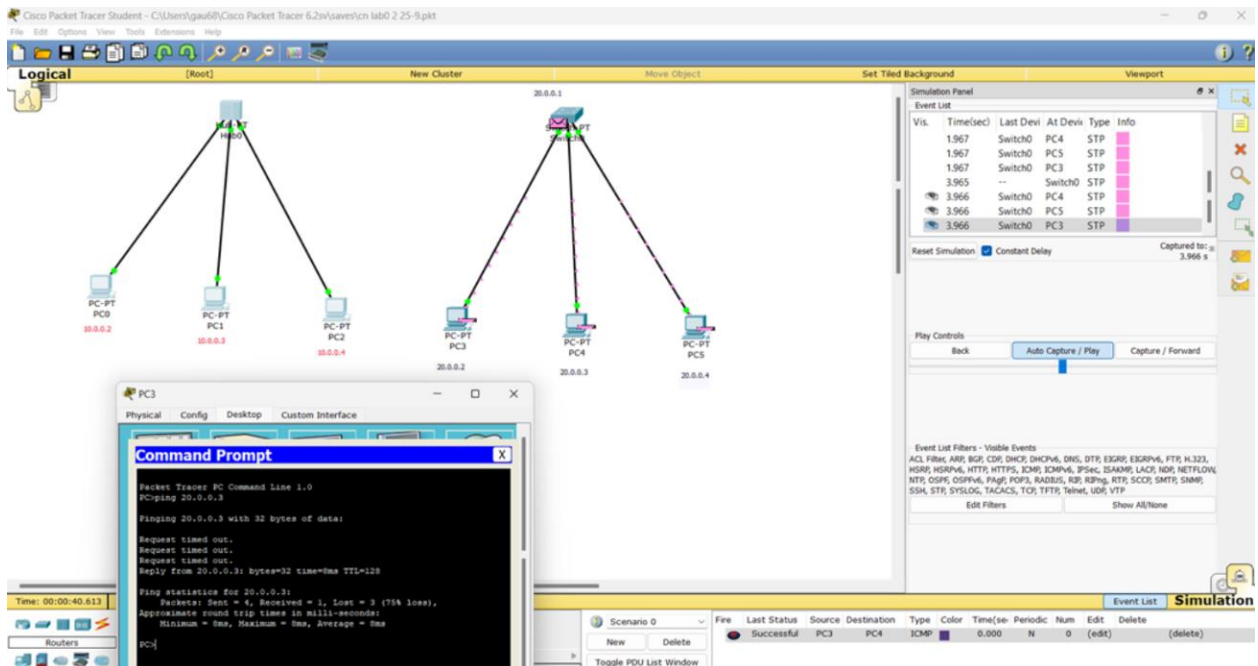 Cisco Packet Tracer Student - C:\Users\gau68\Cisco Packet Tracer 6.2sv\saves\cn lab0 2 25-9.pkt
File Edit Options View Tools Extensions Help
Logical [Root] New Cluster Move Object Set Tiled Background Viewport
20.0.0.1
Hub0
Switch0
PC-PT
PC0
10.0.0.2
PC-PT
PC1
10.0.0.3
PC-PT
PC2
10.0.0.4
PC-PT
PC3
20.0.0.2
PC-PT
PC4
20.0.0.3
PC-PT
PC5
20.0.0.4
Simulation Panel
Event List
Vis. Time(sec) Last Devi At Devi Type Info
1.967 Switch0 PC4 STP
1.967 Switch0 PC5 STP
1.967 Switch0 PC3 STP
3.965 -- Switch0 STP
3.966 Switch0 PC4 STP
3.966 Switch0 PC5 STP
3.966 Switch0 PC3 STP
Reset Simulation Constant Delay Captured to:
3.966 s
Play Controls
Back Auto Capture / Play Capture / Forward
Event List Filters - Visible Events
ACL Filter, ARP, BGP, CDP, DHCP, DHCPv6, DNS, DTP, EIGRP, EIGRPv6, FTP, H.323,
HSRP, HSRPv6, HTTP, HTTPS, ICMP, ICMPv6, IPSec, ISAKMP, LACP, NDP, NETFLOW,
NTP, OSPF, OSPFv6, PAgP, POP3, RADIUS, RIP, RIPng, RTP, SCCP, SMTP, SNMP,
SSH, STP, SYSLOG, TACACS, TCP, TFTP, Telnet, UDP, VTP
Edit Filters Show All/None
PC3
Physical Config Desktop Custom Interface
Command Prompt X
Packet Tracer PC Command Line 1.0
PC>ping 20.0.0.3
Pinging 20.0.0.3 with 32 bytes of data:
Request timed out.
Request timed out.
Request timed out.
Reply from 20.0.0.3: bytes=32 time=8ms TTL=128
Ping statistics for 20.0.0.3:
Packets: Sent = 4, Received = 1, Lost = 3 (75% loss),
Approximate round trip times in milli-seconds:
Minimum = 8ms, Maximum = 8ms, Average = 8ms
PC>
Time: 00:00:40.613
Event List Simulation
Routers
Scenario 0
New Delete
Toggle PDU List Window
Fire Last Status Source Destination Type Color Time(se Periodic Num Edit Delete
Successful PC3 PC4 ICMP 0.000 N 0 (edit) (delete)